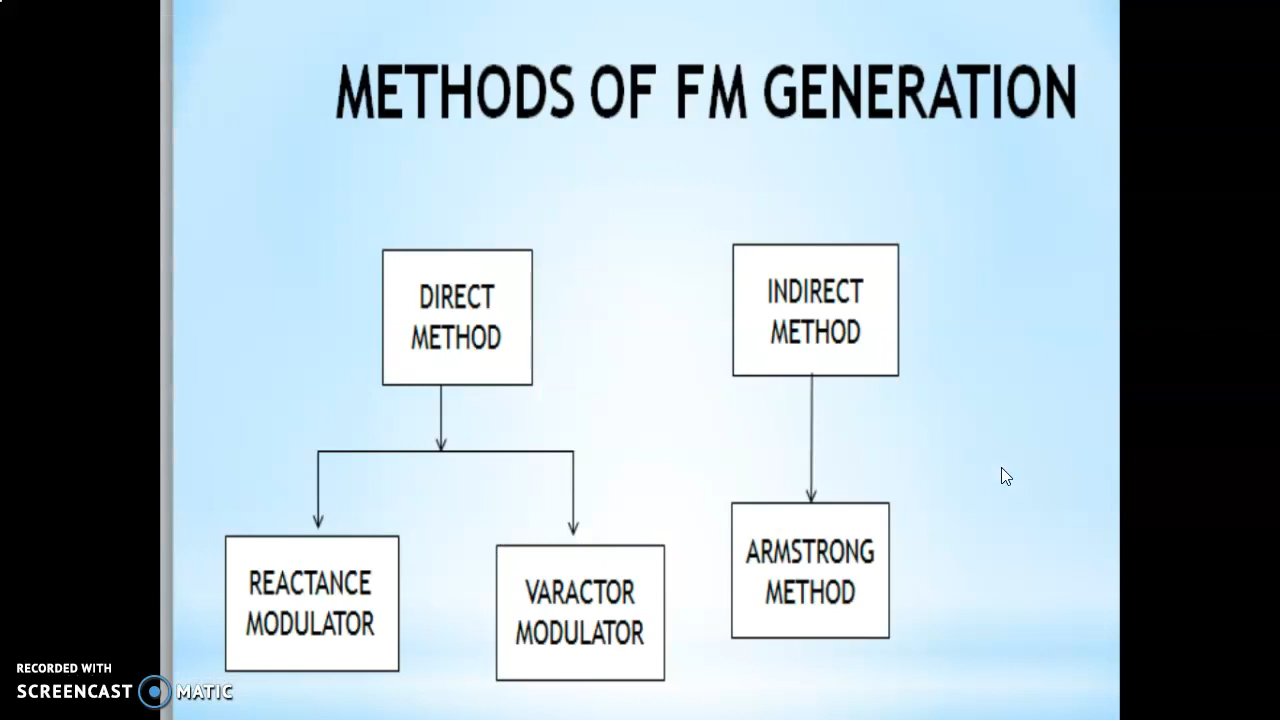 METHODS OF FM GENERATION
DIRECT
METHOD
INDIRECT
METHOD
REACTANCE
MODULATOR
VARACTOR
MODULATOR
ARMSTRONG
METHOD
RECORDED WITH
SCREENCAST MATIC